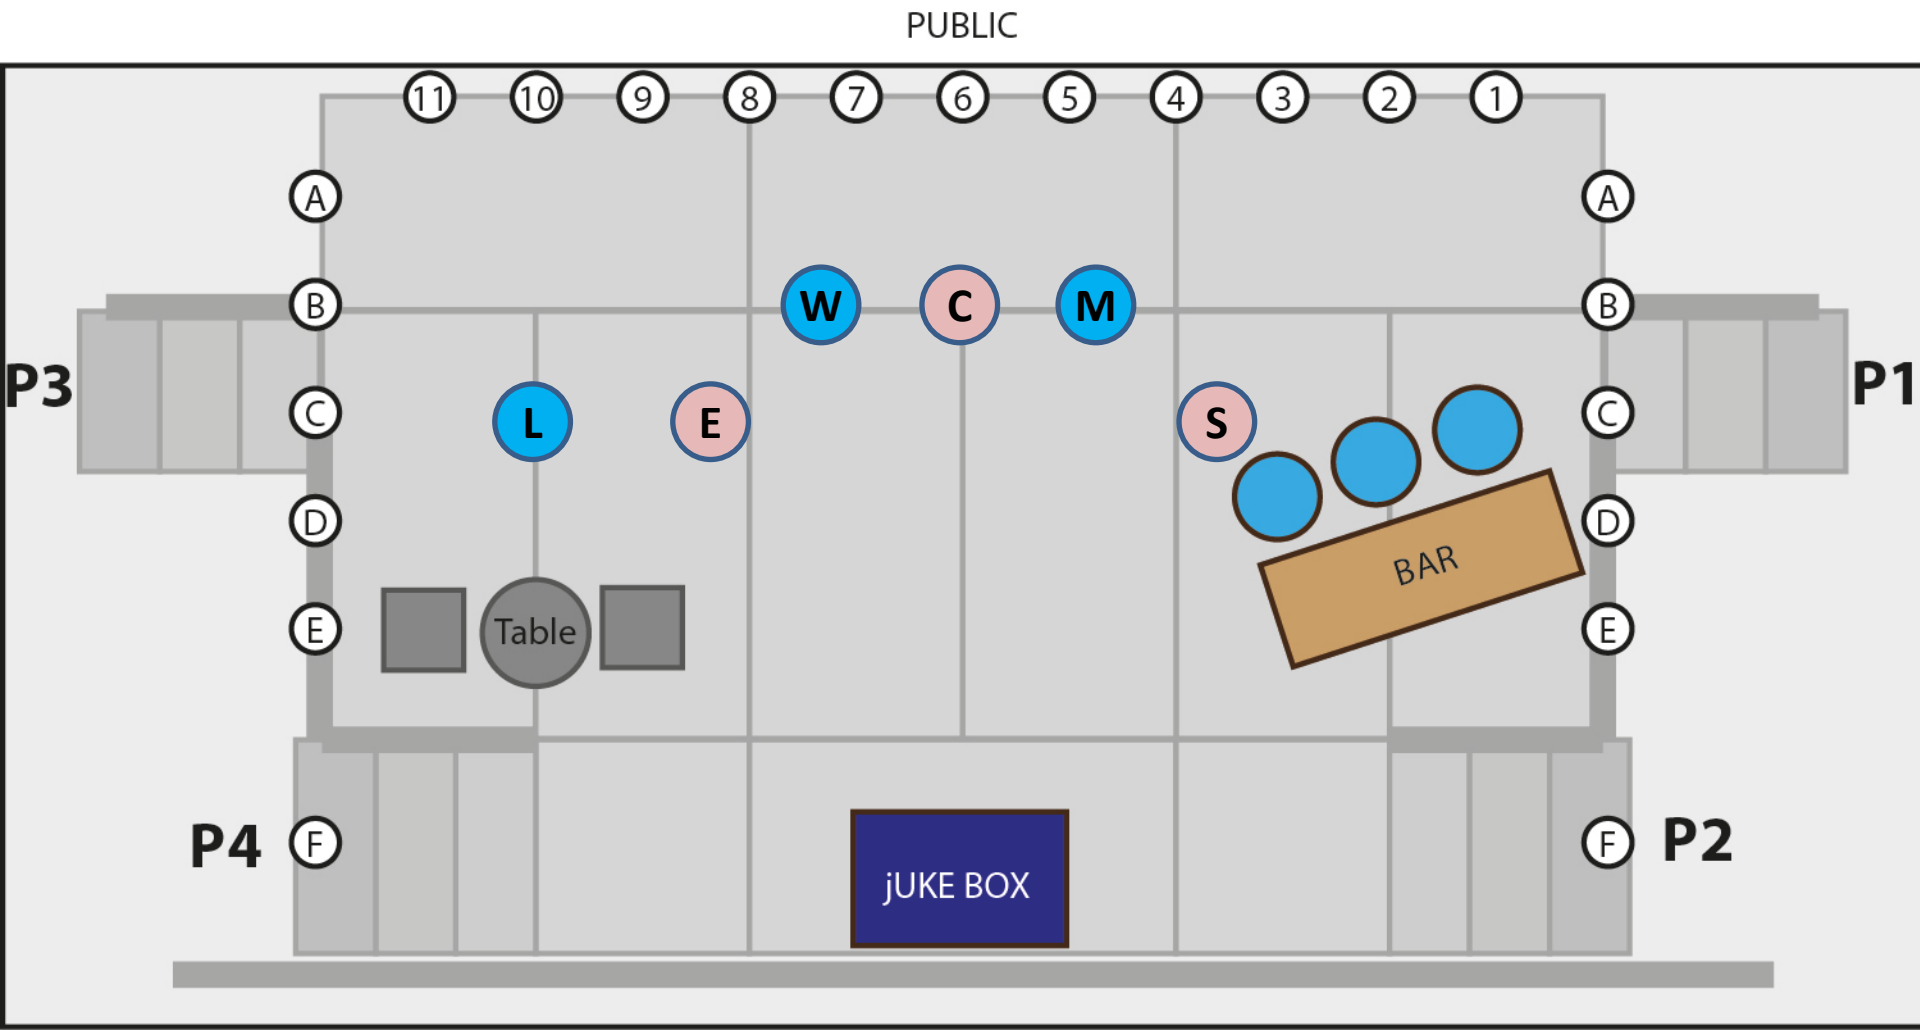 PUBLIC
11 10 9 8 7 6 5 4 3 2 1
A A
B W C M B
P3 P1
C L E S C
D D
BAR
E Table E
P4 F F P2
jUKE BOX